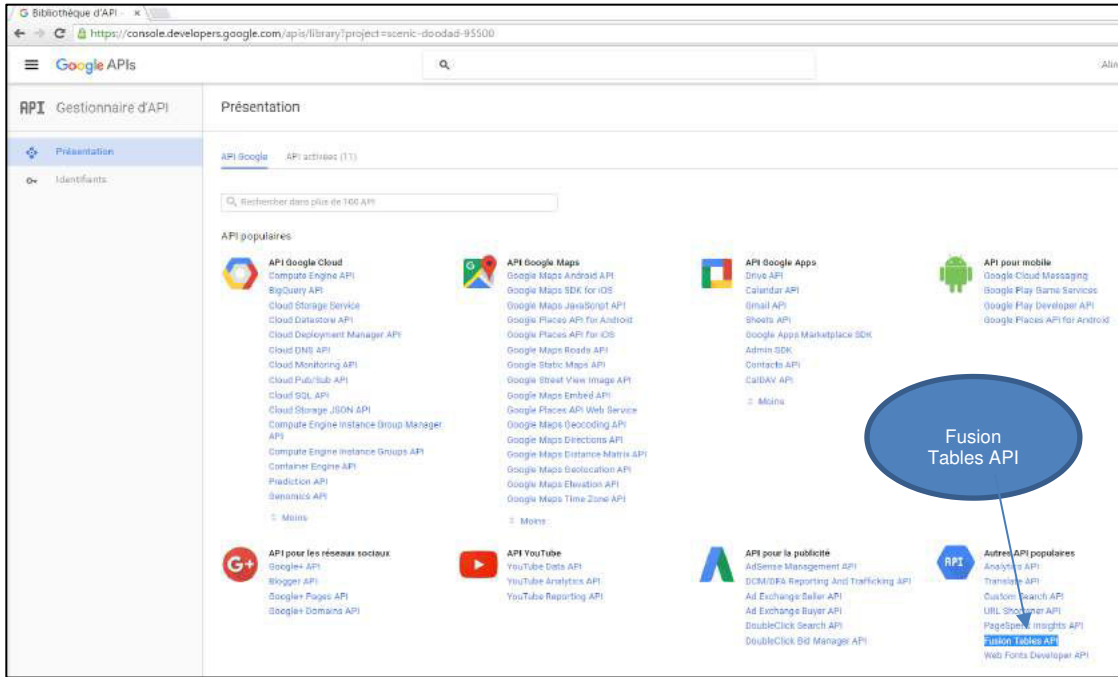 Bibliothèque d'API
https://console.developers.google.com/apis/library?project=scenic-doodad-95500
Google APIs
Alin
API Gestionnaire d'API
Présentation
Présentation
Identifiants
API Google API activées (11)
Rechercher dans plus de 100 API
API populaires
API Google Cloud
Compute Engine API
BigQuery API
Cloud Storage Service
Cloud Datastore API
Cloud Deployment Manager API
Cloud DNS API
Cloud Monitoring API
Cloud Pub/Sub API
Cloud SQL API
Cloud Storage JSON API
Compute Engine Instance Group Manager
API
Compute Engine Instance Groups API
Container Engine API
Prediction API
Genomics API
Moins
API Google Maps
Google Maps Android API
Google Maps SDK for iOS
Google Maps JavaScript API
Google Places API for Android
Google Places API for iOS
Google Maps Roads API
Google Static Maps API
Google Street View Image API
Google Maps Embed API
Google Places API Web Service
Google Maps Geocoding API
Google Maps Directions API
Google Maps Distance Matrix API
Google Maps Geolocation API
Google Maps Elevation API
Google Maps Time Zone API
Moins
API Google Apps
Drive API
Calendar API
Gmail API
Sheets API
Google Apps Marketplace SDK
Admin SDK
Contacts API
CalDAV API
Moins
API pour mobile
Google Cloud Messaging
Google Play Game Services
Google Play Developer API
Google Places API for Android
Fusion
Tables API
G+
API pour les réseaux sociaux
Google+ API
Blogger API
Google+ Pages API
Google+ Domains API
API YouTube
YouTube Data API
YouTube Analytics API
YouTube Reporting API
API pour la publicité
AdSense Management API
DCM/DFA Reporting And Trafficking API
Ad Exchange Seller API
Ad Exchange Buyer API
DoubleClick Search API
DoubleClick Bid Manager API
API
Autres API populaires
Analytics API
Translate API
Custom Search API
URL Shortener API
PageSpeed Insights API
Fusion Tables API
Web Fonts Developer API